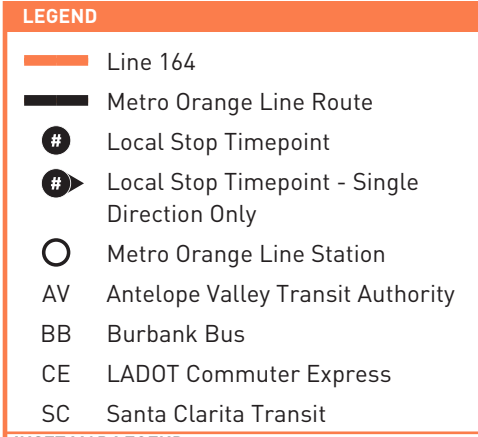 LEGEND
Line 164
Metro Orange Line Route
# Local Stop Timepoint
# Local Stop Timepoint - Single
Direction Only
Metro Orange Line Station
AV Antelope Valley Transit Authority
BB Burbank Bus
CE LADOT Commuter Express
SC Santa Clarita Transit